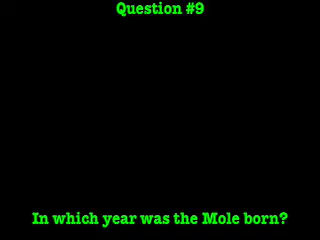 Question #9
In which year was the Mole born?